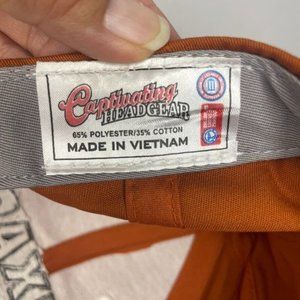 Captivating
HEADGEAR
65% POLYESTER/35% COTTON
MADE IN VIETNAM